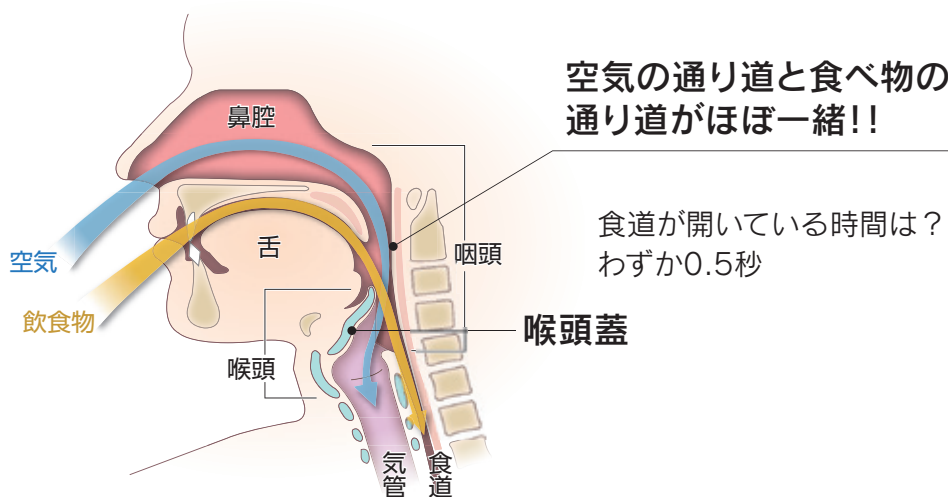 空気の通り道と食べ物の
通り道がほぼ一緒!!
食道が開いている時間は？
わずか0.5秒
鼻腔
空気
舌
咽頭
飲食物
喉頭蓋
喉頭
気管
食道